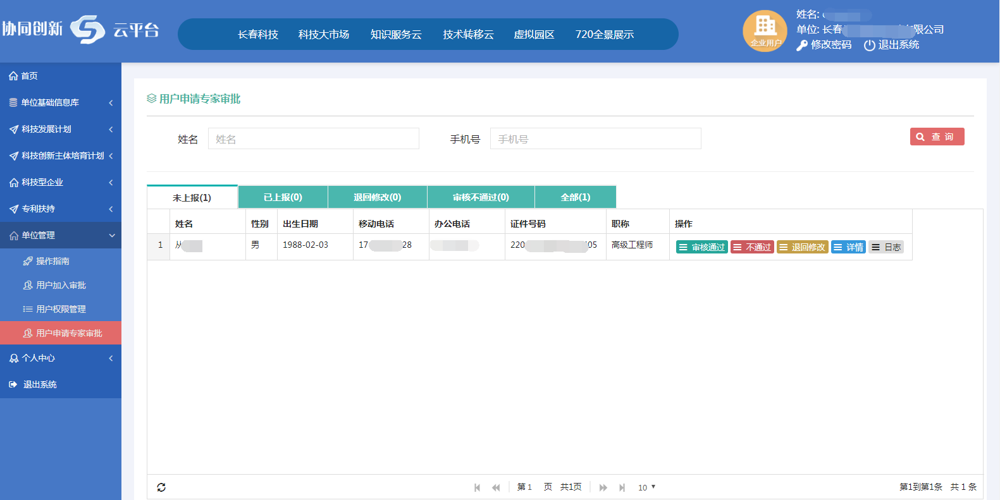 协同创新 云平台
长春科技 科技大市场 知识服务云 技术转移云 虚拟园区 720全景展示
企业用户
姓名:
单位: 长春 有限公司
修改密码 退出系统
首页
单位基础信息库
科技发展计划
科技创新主体培育计划
科技型企业
专利扶持
单位管理
操作指南
用户加入审批
用户权限管理
用户申请专家审批
个人中心
退出系统
用户申请专家审批
姓名 姓名 手机号 手机号 查 询
未上报(1) 已上报(0) 退回修改(0) 审核不通过(0) 全部(1)
姓名 性别 出生日期 移动电话 办公电话 证件号码 职称 操作
1 从 男 1988-02-03 17 28 220 05 高级工程师 审核通过 不通过 退回修改 详情 日志
第 1 页 共1页 10 第1到第1条 共 1 条